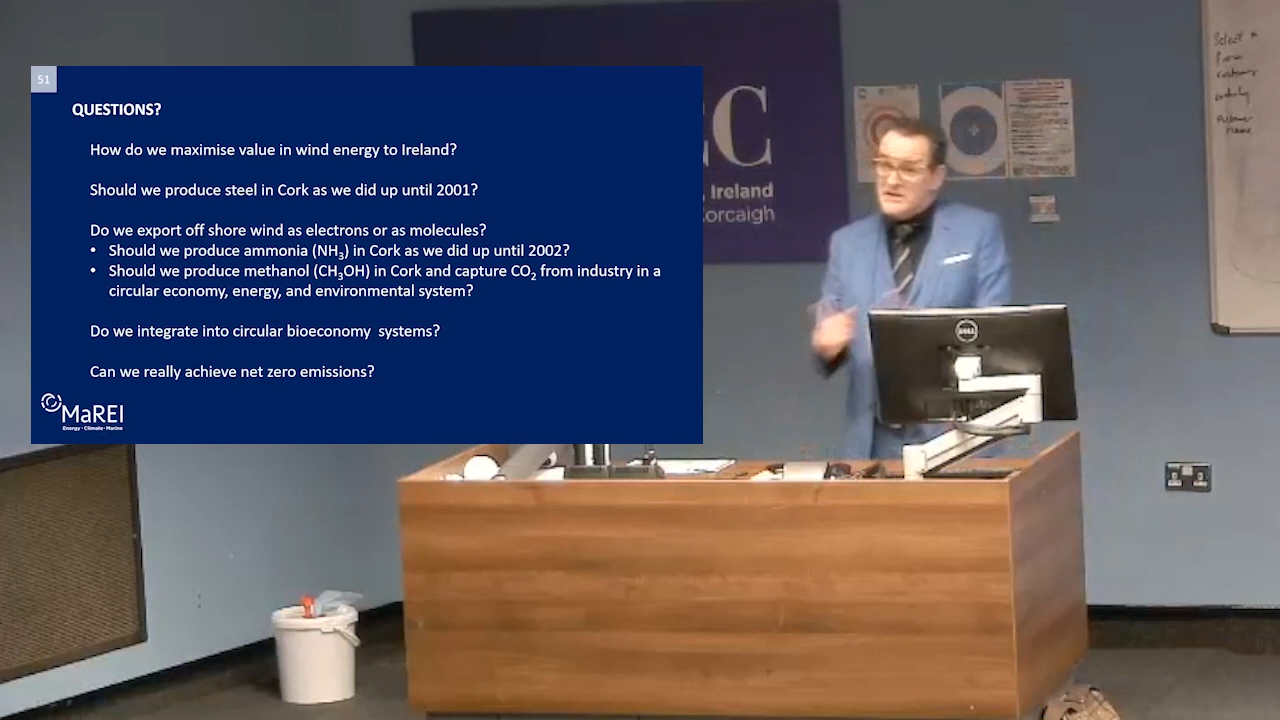 51
QUESTIONS?
How do we maximise value in wind energy to Ireland?
Should we produce steel in Cork as we did up until 2001?
Do we export off shore wind as electrons or as molecules?
• Should we produce ammonia (NH₃) in Cork as we did up until 2002?
• Should we produce methanol (CH₃OH) in Cork and capture CO₂ from industry in a
circular economy, energy, and environmental system?
Do we integrate into circular bioeconomy systems?
Can we really achieve net zero emissions?
MaREI
Energy · Climate · Marine
C
, Ireland
orcaigh
DELL
Select